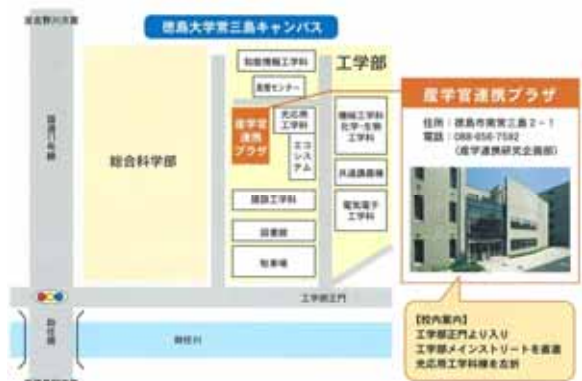 徳島大学常三島キャンパス
工学部
知能情報工学科
産学官
連携
プラザ
光応用
工学科
エコ
システム
機械工学科
化学・生物
工学科
総合科学部
共通講義棟
建設工学科
電気電子
工学科
図書館
駐車場
工学部正門
助任川
産学官連携プラザ
住所：徳島市南常三島2－1
電話：088-656-7592
（産学連携研究企画部）
【校内案内】
工学部正門より入り
工学部メインストリートを直進
光応用工学科棟を左折